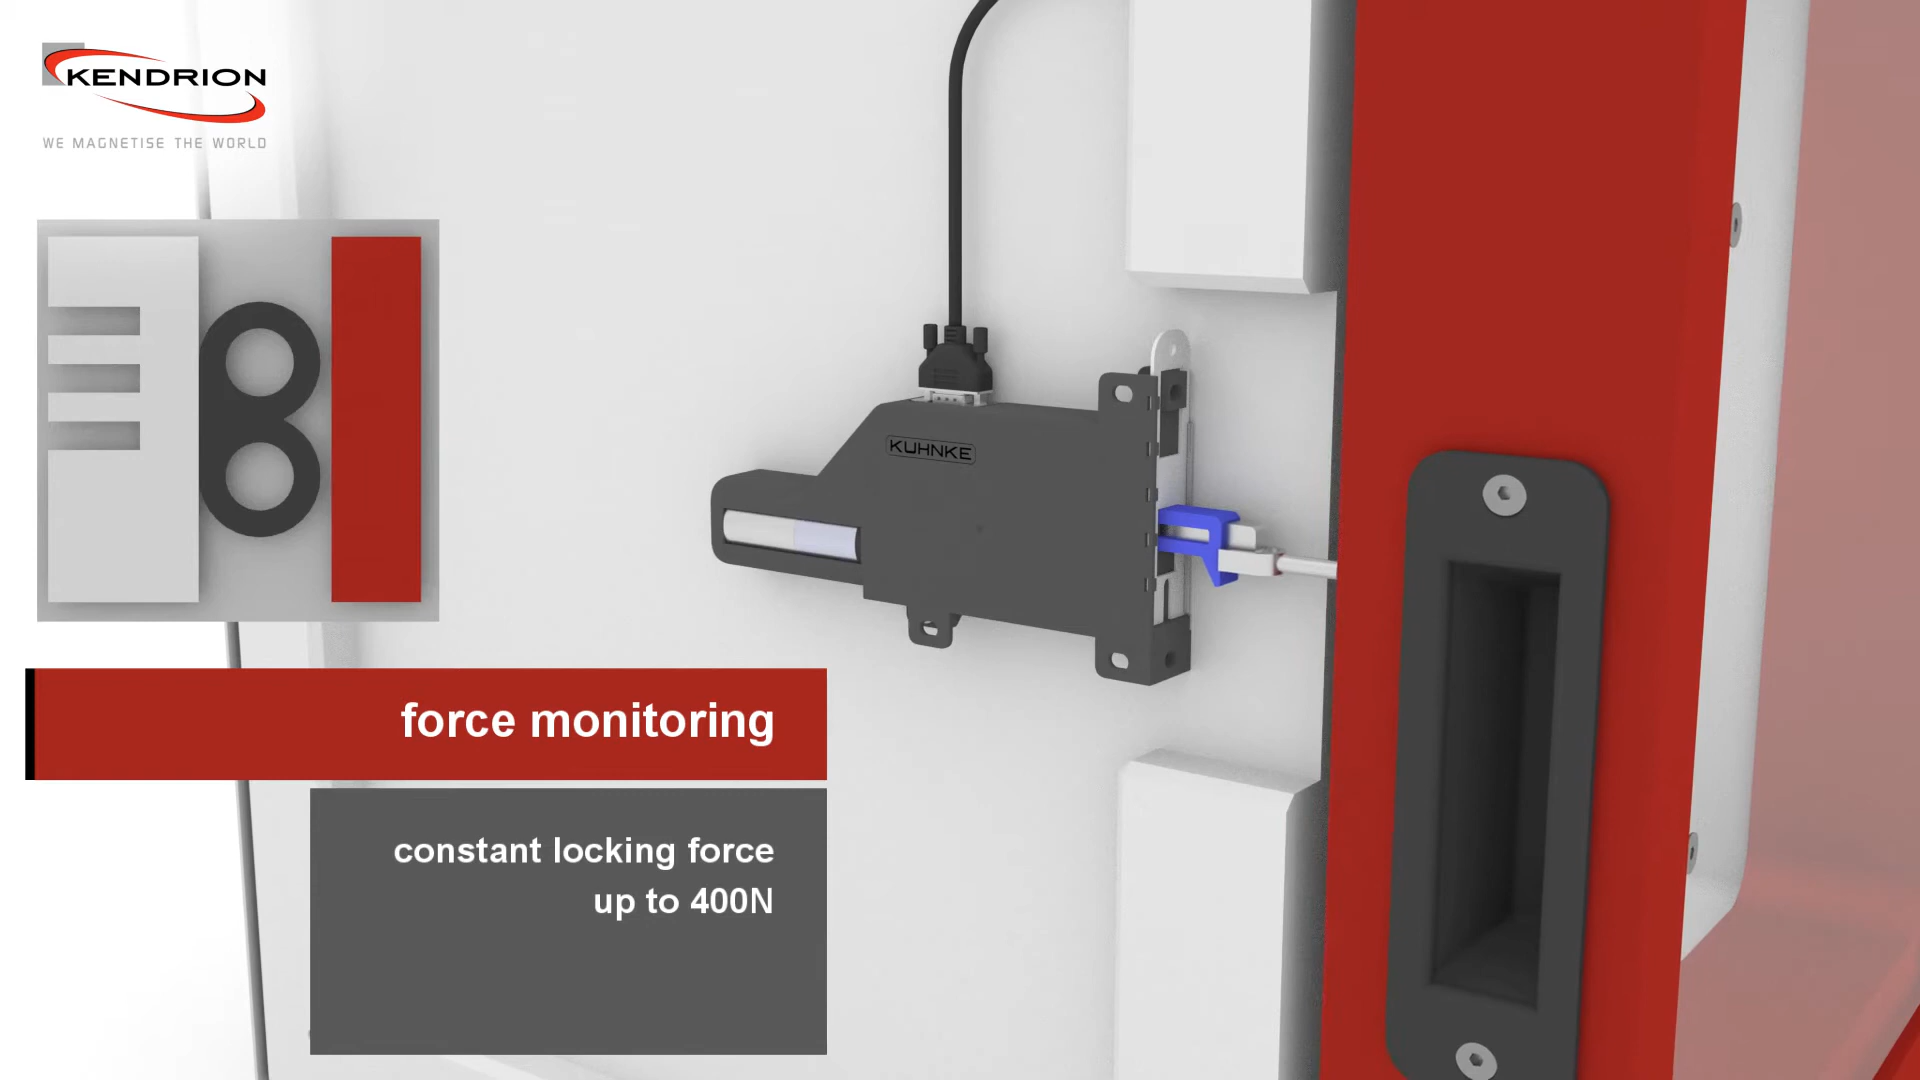 KENDRION
WE MAGNETISE THE WORLD
KUHNKE
force monitoring
constant locking force
up to 400N